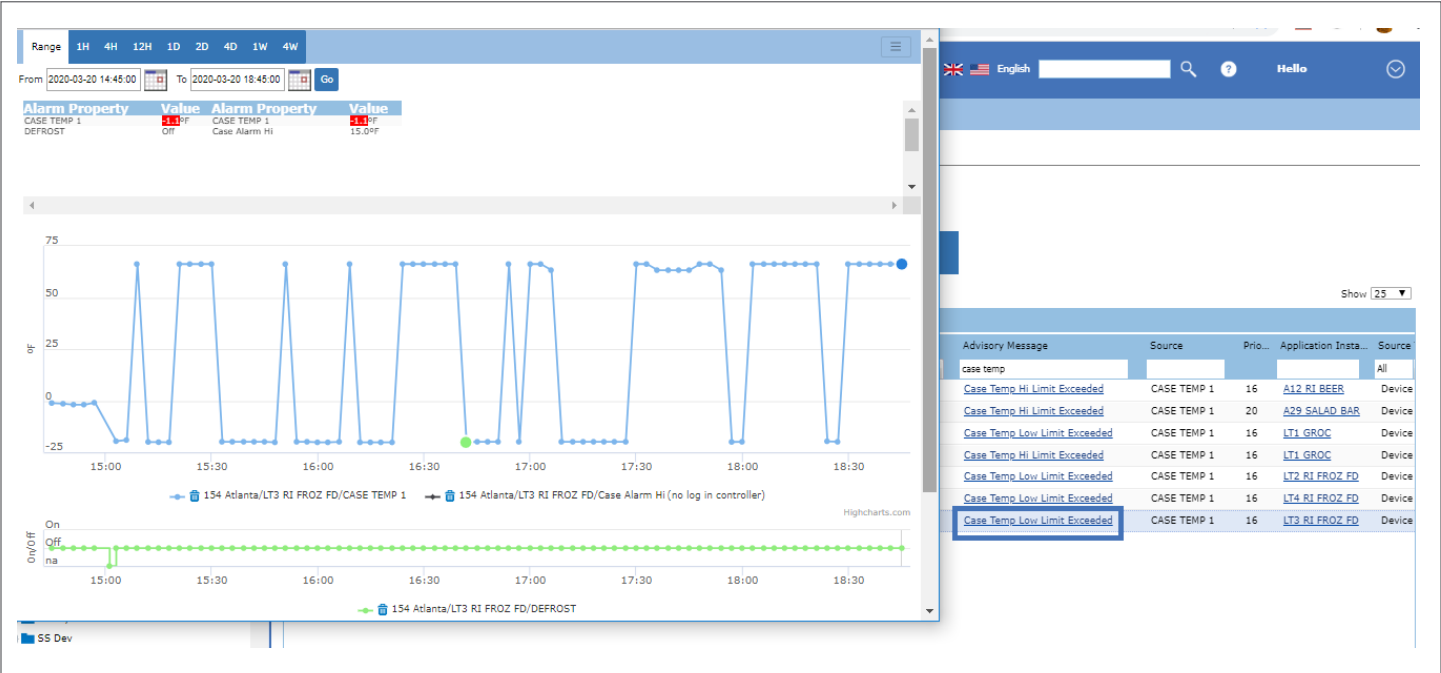 Range 1H 4H 12H 1D 2D 4D 1W 4W
From 2020-03-20 14:45:00 To 2020-03-20 18:45:00 Go
Alarm Property Value Alarm Property Value
CASE TEMP 1 -1.1ºF CASE TEMP 1 -1.1ºF
DEFROST Off Case Alarm Hi 15.0ºF
75
50
25
0
-25
ºF
15:00 15:30 16:00 16:30 17:00 17:30 18:00 18:30
154 Atlanta/LT3 RI FROZ FD/CASE TEMP 1 154 Atlanta/LT3 RI FROZ FD/Case Alarm Hi (no log in controller)
Highcharts.com
On
Off
na
On/Off
15:00 15:30 16:00 16:30 17:00 17:30 18:00 18:30
154 Atlanta/LT3 RI FROZ FD/DEFROST
SS Dev
English ? Hello
Show 25
Advisory Message Source Prio... Application Insta... Source
case temp All
Case Temp Hi Limit Exceeded CASE TEMP 1 16 A12 RI BEER Device
Case Temp Hi Limit Exceeded CASE TEMP 1 20 A29 SALAD BAR Device
Case Temp Low Limit Exceeded CASE TEMP 1 16 LT1 GROC Device
Case Temp Hi Limit Exceeded CASE TEMP 1 16 LT1 GROC Device
Case Temp Low Limit Exceeded CASE TEMP 1 16 LT2 RI FROZ FD Device
Case Temp Low Limit Exceeded CASE TEMP 1 16 LT4 RI FROZ FD Device
Case Temp Low Limit Exceeded CASE TEMP 1 16 LT3 RI FROZ FD Device